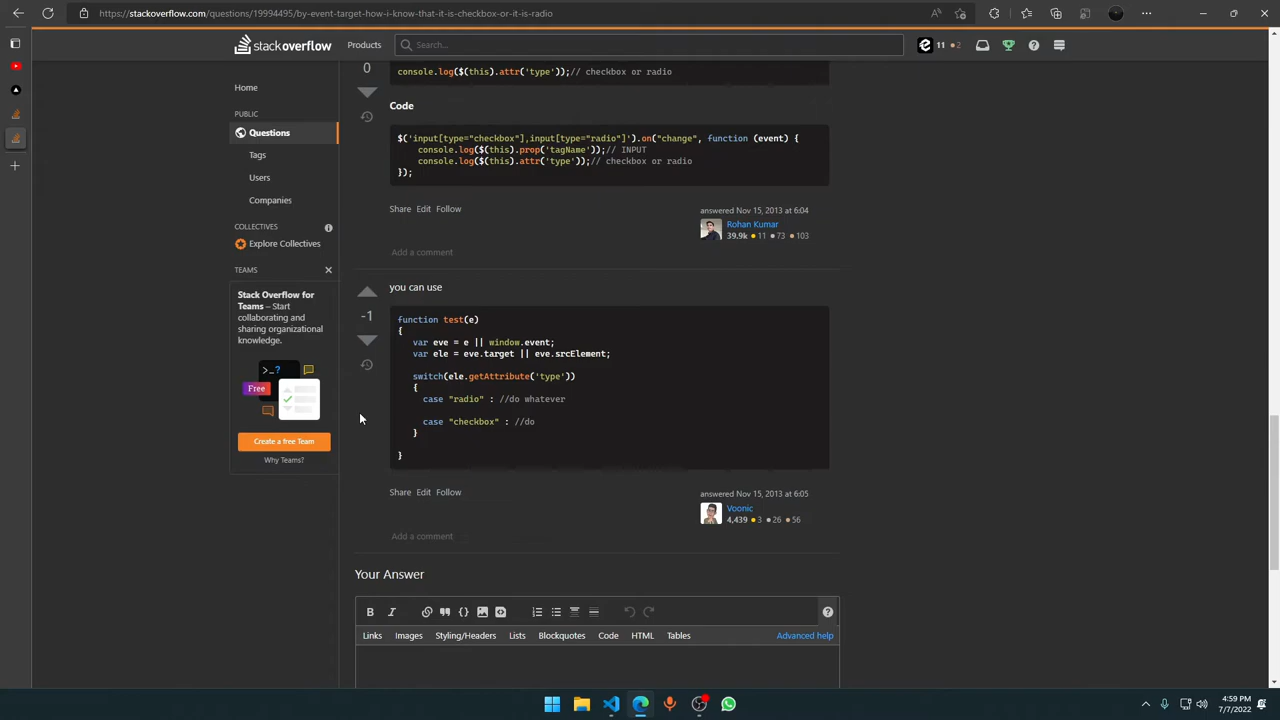 https://stackoverflow.com/questions/19994495/by-event-target-how-i-know-that-it-is-checkbox-or-it-is-radio
stackoverflow
Products
Search...
11
2
Home
PUBLIC
Questions
Tags
Users
Companies
COLLECTIVES
Explore Collectives
TEAMS
Stack Overflow for
Teams – Start
collaborating and
sharing organizational
knowledge.
>_?
Free
Create a free Team
Why Teams?
0
console.log($(this).attr('type'));// checkbox or radio
Code
$('input[type="checkbox"],input[type="radio"]').on("change", function (event) {
console.log($(this).prop('tagName'));// INPUT
console.log($(this).attr('type'));// checkbox or radio
});
Share Edit Follow
answered Nov 15, 2013 at 6:04
Rohan Kumar
39.9k 11 73 103
Add a comment
you can use
-1
function test(e)
{
var eve = e || window.event;
var ele = eve.target || eve.srcElement;
switch(ele.getAttribute('type'))
{
case "radio" : //do whatever
case "checkbox" : //do
}
}
Share Edit Follow
answered Nov 15, 2013 at 6:05
Voonic
4,439 3 26 56
Add a comment
Your Answer
B I
Links Images Styling/Headers Lists Blockquotes Code HTML Tables Advanced help
4:59 PM
7/7/2022